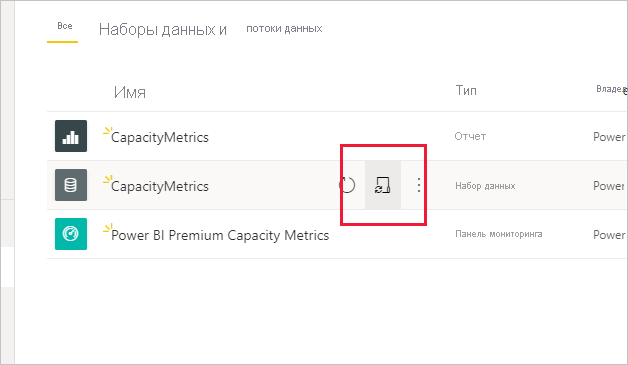 Все Наборы данных и потоки данных
Имя Тип Владе
CapacityMetrics Отчет Power
CapacityMetrics Набор данных Power
Power BI Premium Capacity Metrics Панель мониторинга Power